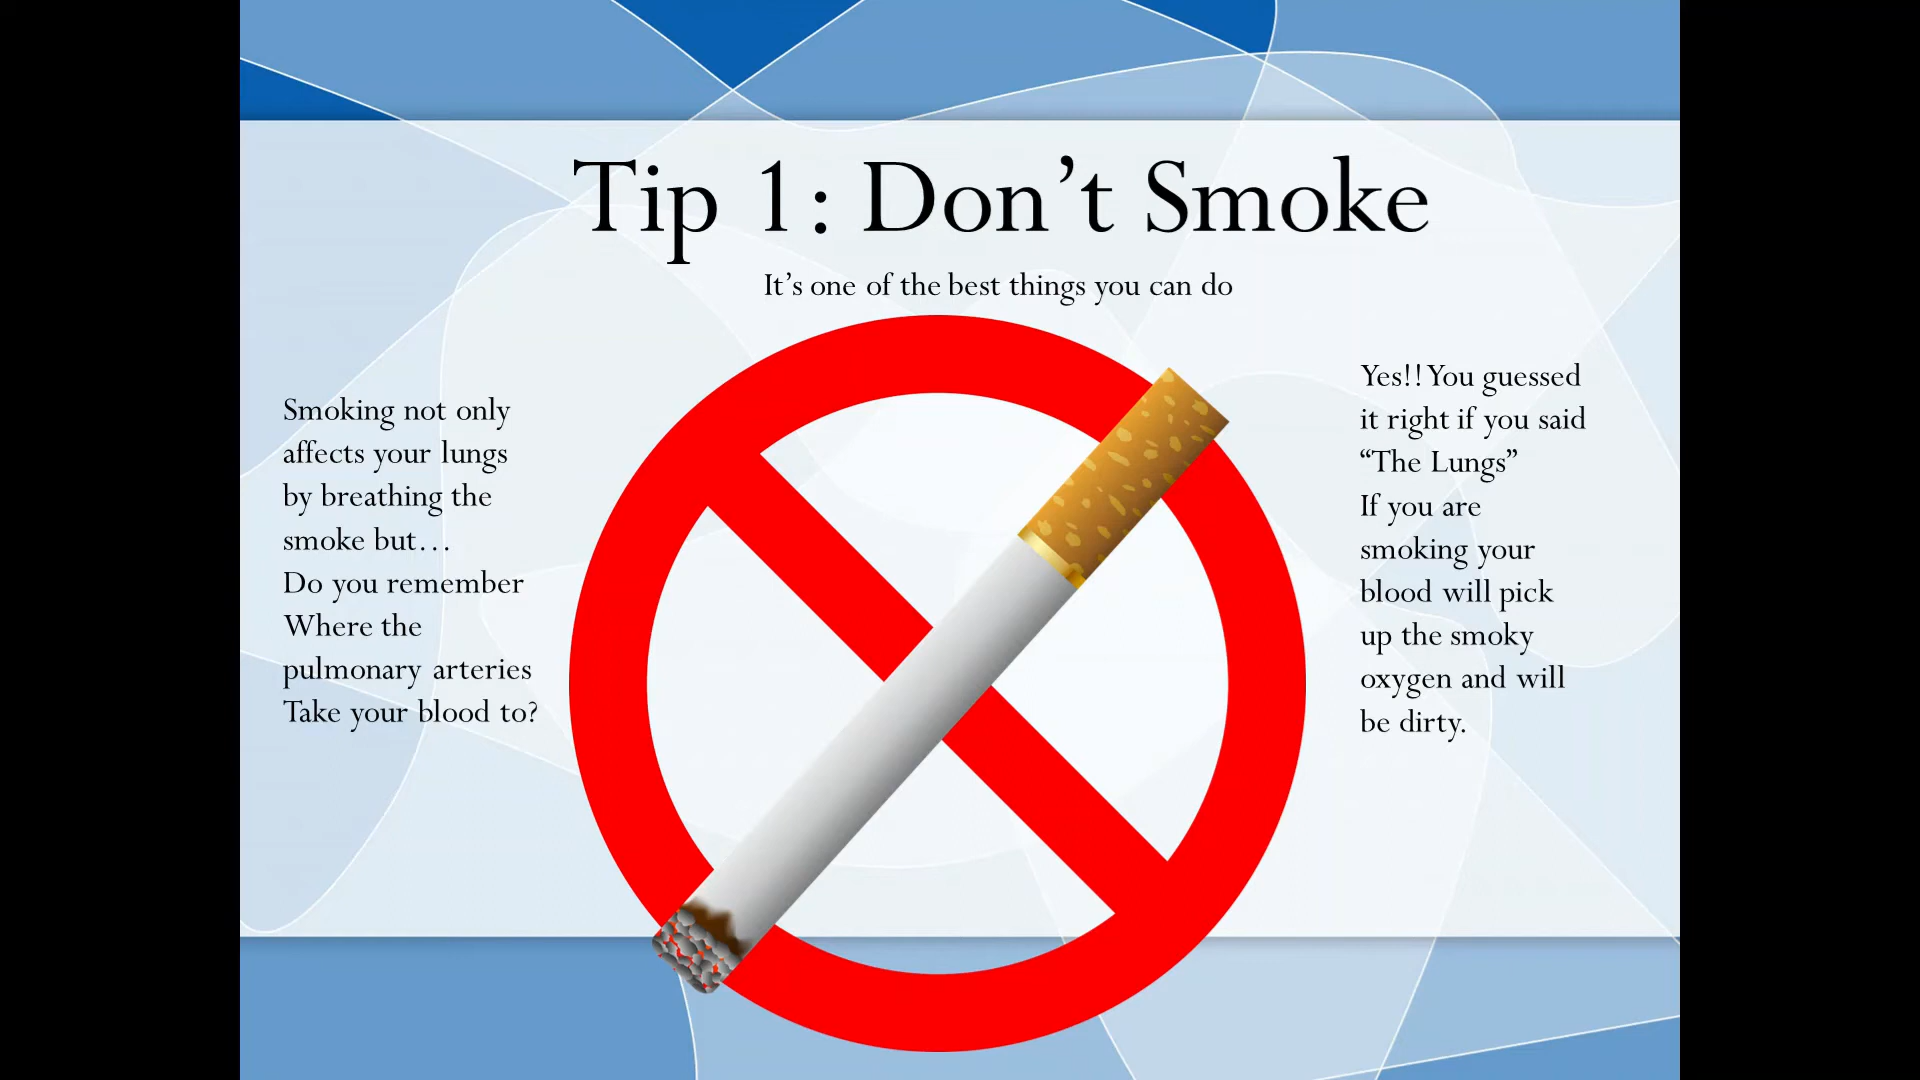 Tip 1: Don’t Smoke
It’s one of the best things you can do
Smoking not only
affects your lungs
by breathing the
smoke but…
Do you remember
Where the
pulmonary arteries
Take your blood to?
Yes!! You guessed
it right if you said
“The Lungs”
If you are
smoking your
blood will pick
up the smoky
oxygen and will
be dirty.